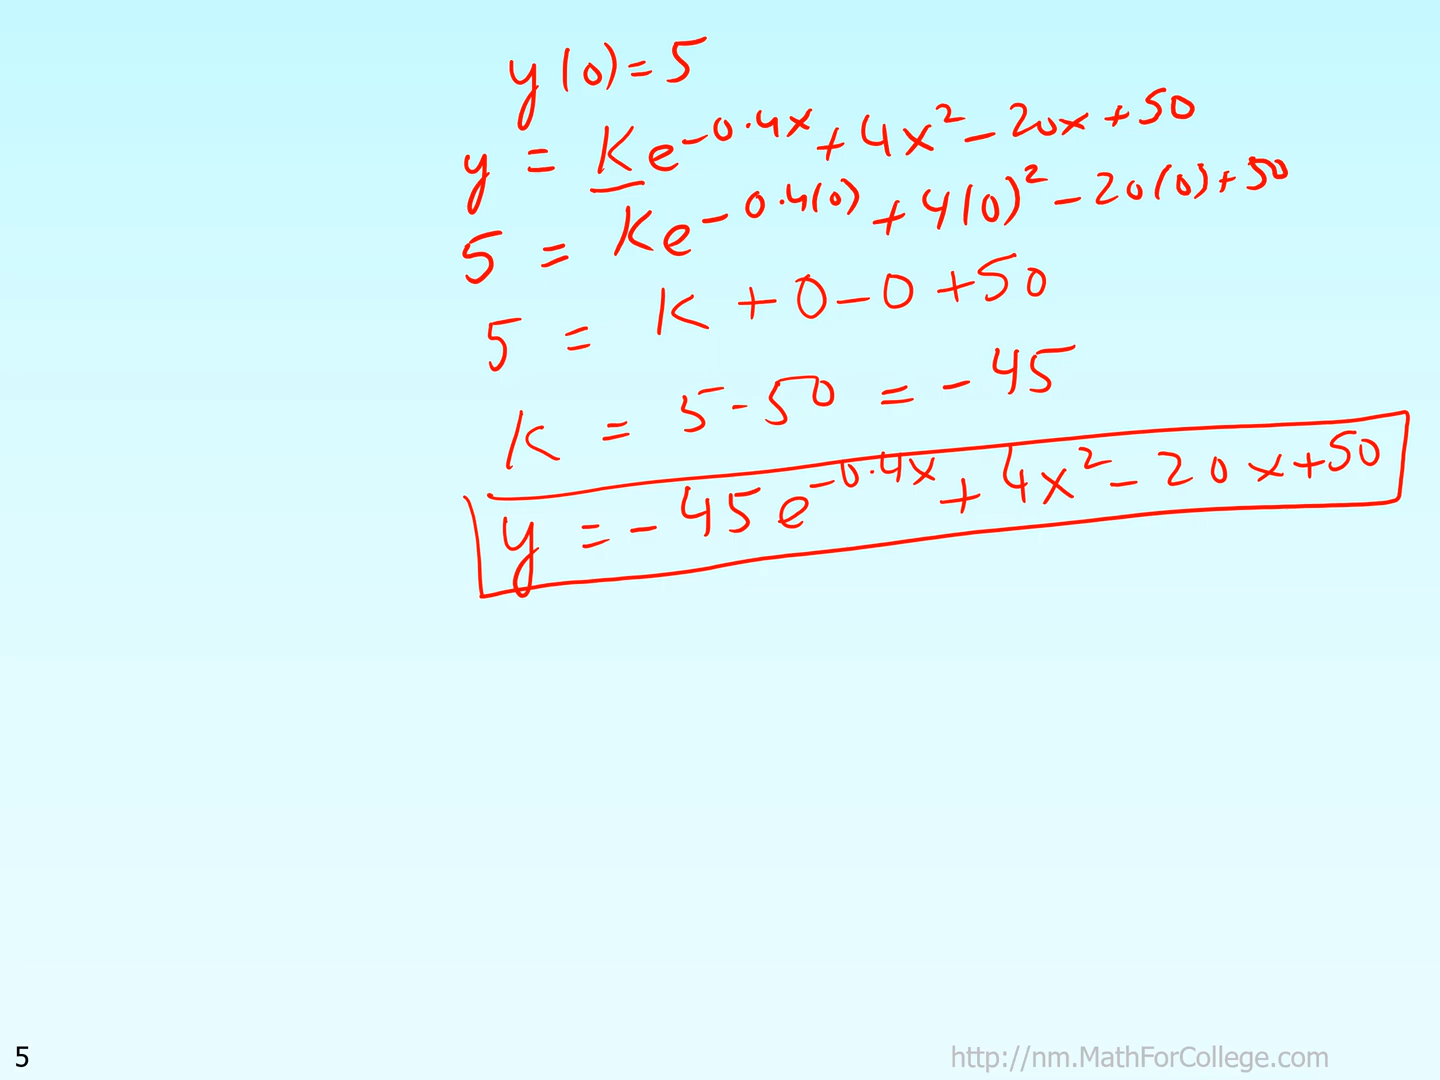 y(0)=5
y = Ke^{-0.4x}+4x^2-20x+50
5 = Ke^{-0.4(0)}+4(0)^2-20(0)+50
5 = K+0-0+50
K = 5-50 = -45
y = -45e^{-0.4x}+4x^2-20x+50
5
http://nm.MathForCollege.com